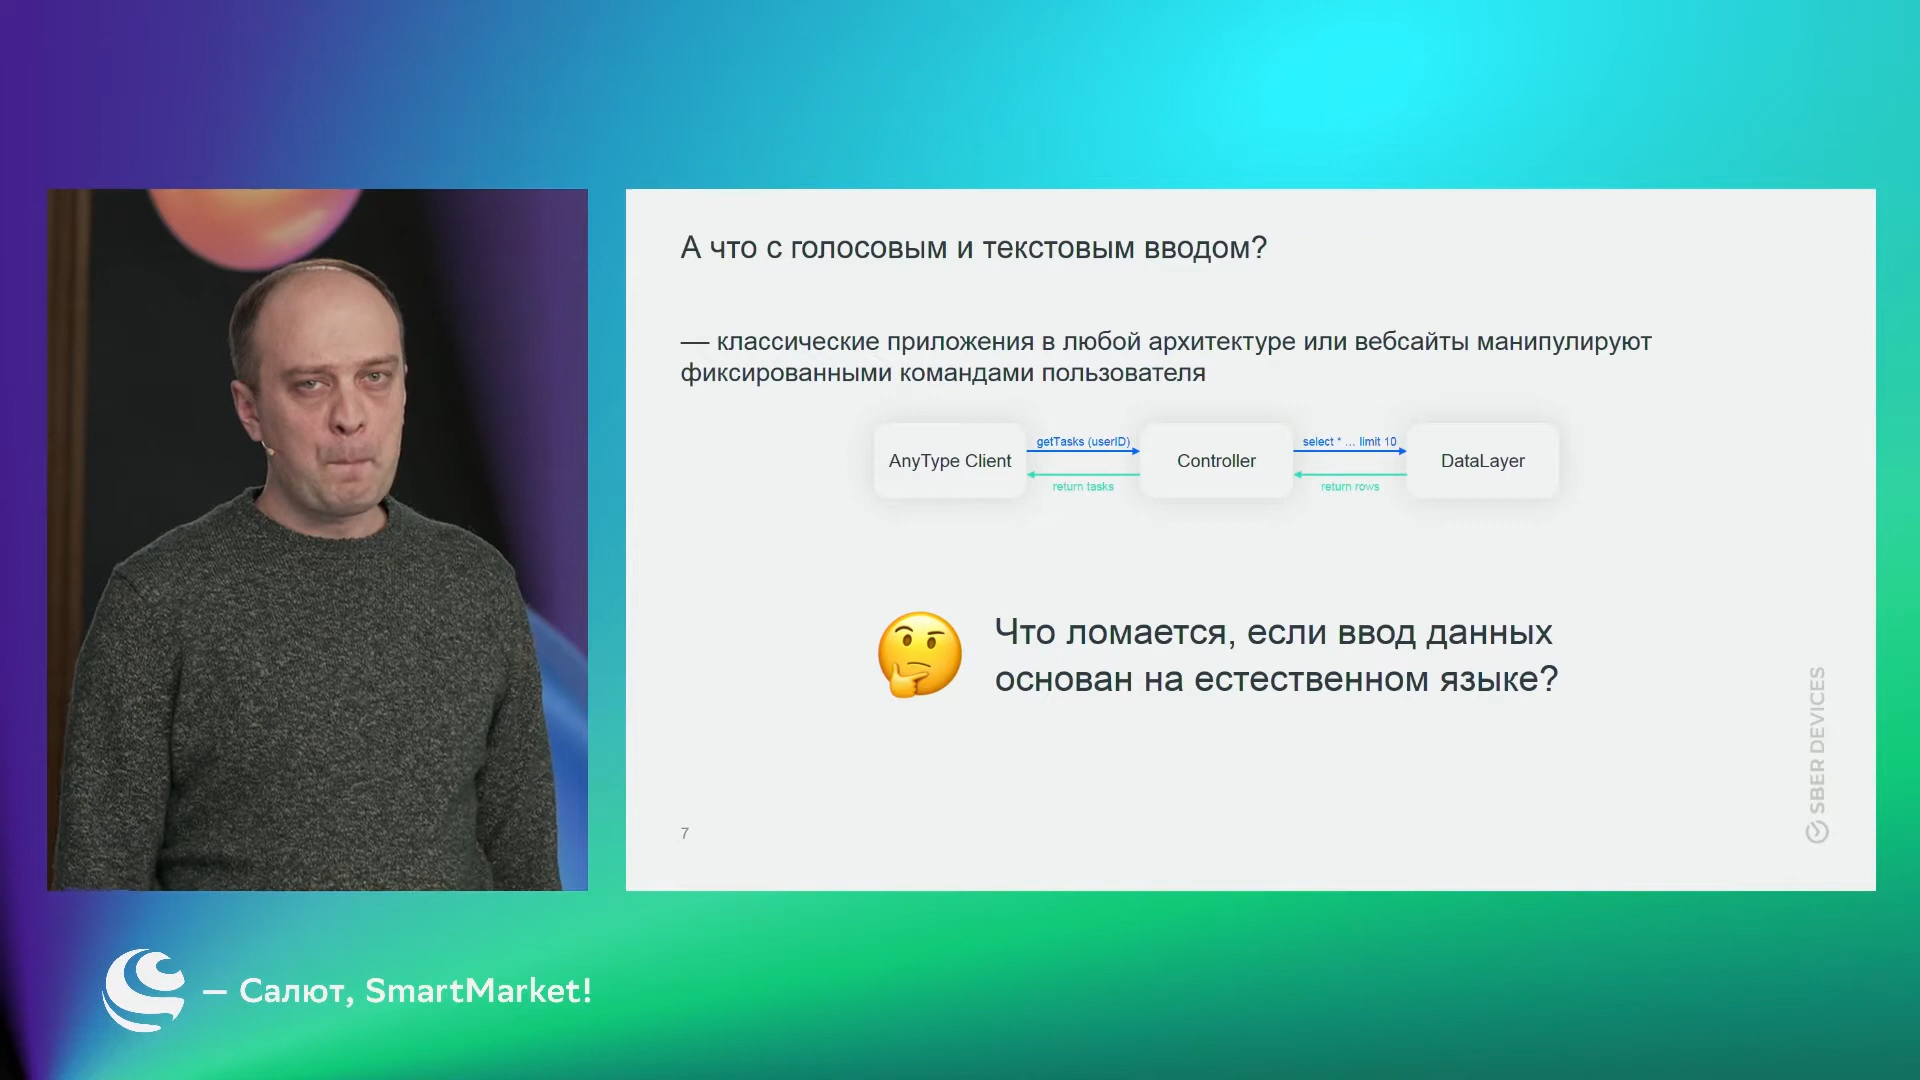 А что с голосовым и текстовым вводом?
— классические приложения в любой архитектуре или вебсайты манипулируют
фиксированными командами пользователя
AnyType Client
getTasks (userID)
return tasks
Controller
select * ... limit 10
return rows
DataLayer
Что ломается, если ввод данных
основан на естественном языке?
SBER DEVICES
7
— Салют, SmartMarket!